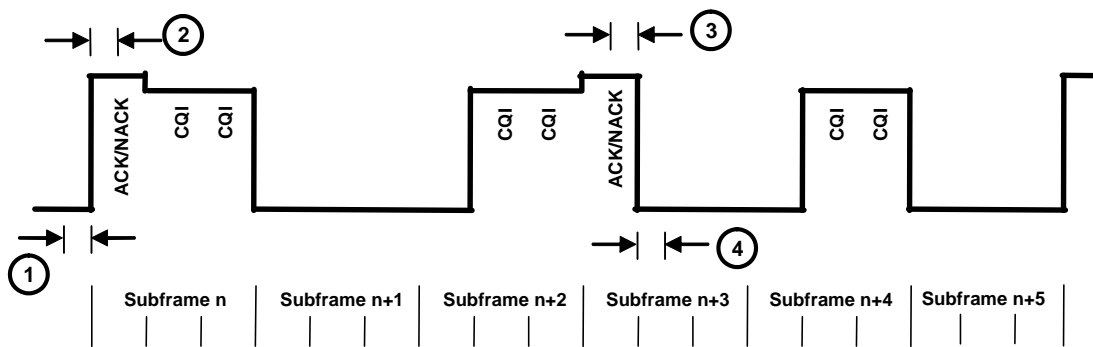 2
3
ACK/NACK
CQI
CQI
CQI
CQI
ACK/NACK
CQI
CQI
1
4
Subframe n
Subframe n+1
Subframe n+2
Subframe n+3
Subframe n+4
Subframe n+5